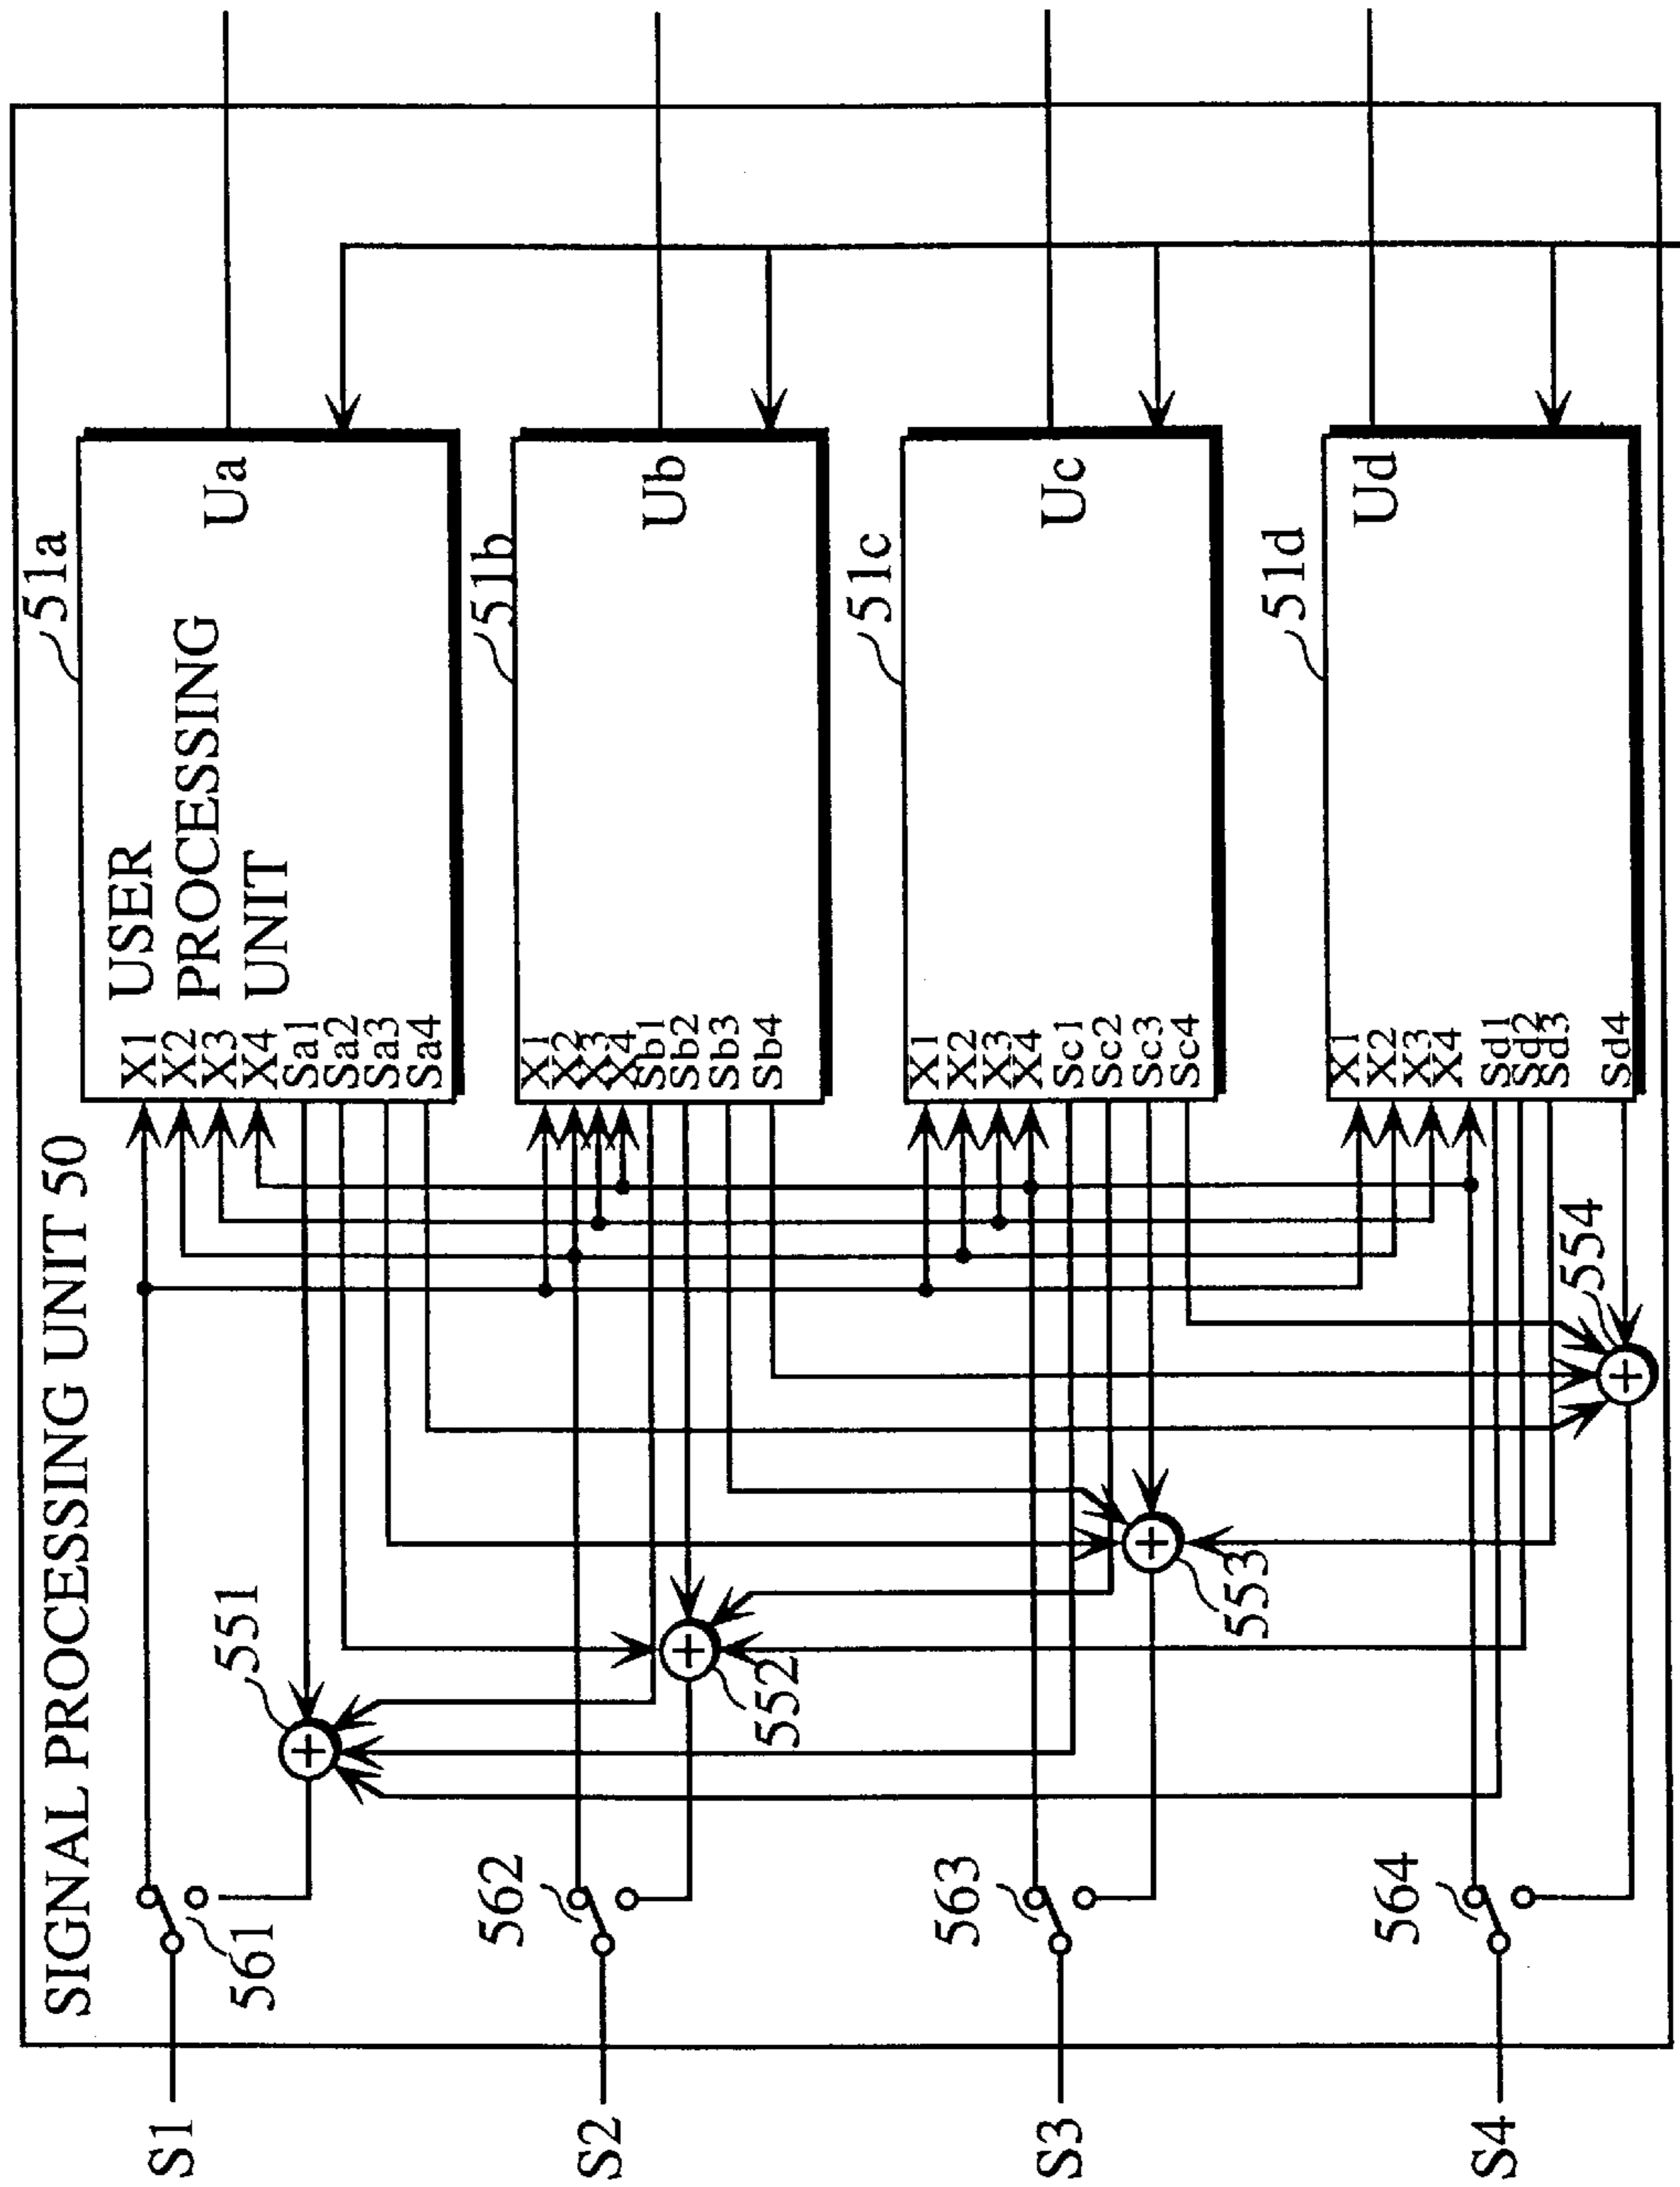 SIGNAL PROCESSING UNIT 50
S1
561
551
X1
X2
X3
X4
Sa1
Sa2
Sa3
Sa4
USER
PROCESSING
UNIT
51a
Ua
S2
562
552
X1
X2
X3
X4
Sb1
Sb2
Sb3
Sb4
51b
Ub
S3
563
553
X1
X2
X3
X4
Sc1
Sc2
Sc3
Sc4
51c
Uc
S4
564
554
X1
X2
X3
X4
Sd1
Sd2
Sd3
Sd4
51d
Ud